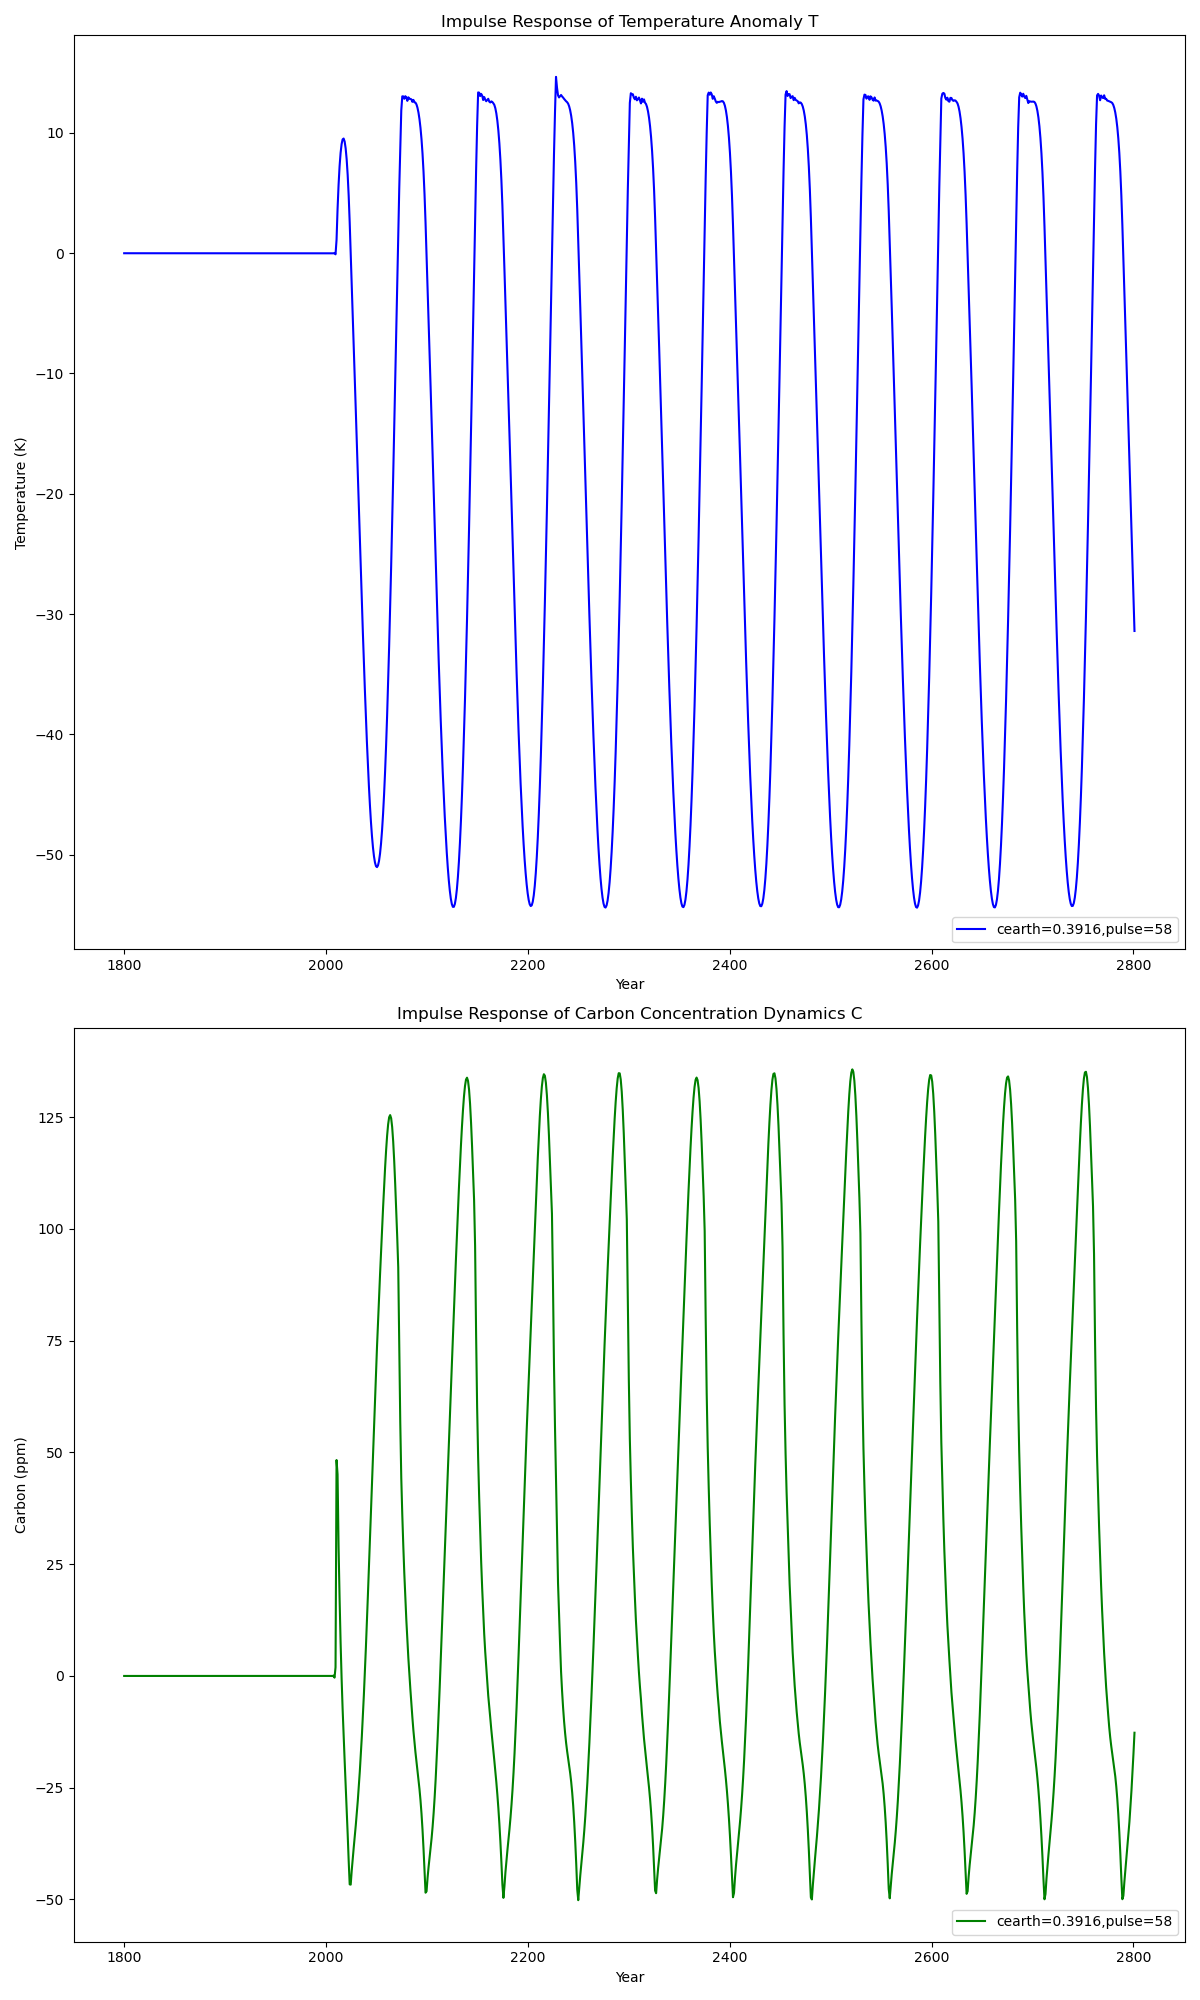 Impulse Response of Temperature Anomaly T
10
0
−10
−20
−30
−40
−50
Temperature (K)
cearth=0.3916,pulse=58
1800 2000 2200 2400 2600 2800
Year
Impulse Response of Carbon Concentration Dynamics C
125
100
75
50
25
0
−25
−50
Carbon (ppm)
cearth=0.3916,pulse=58
1800 2000 2200 2400 2600 2800
Year